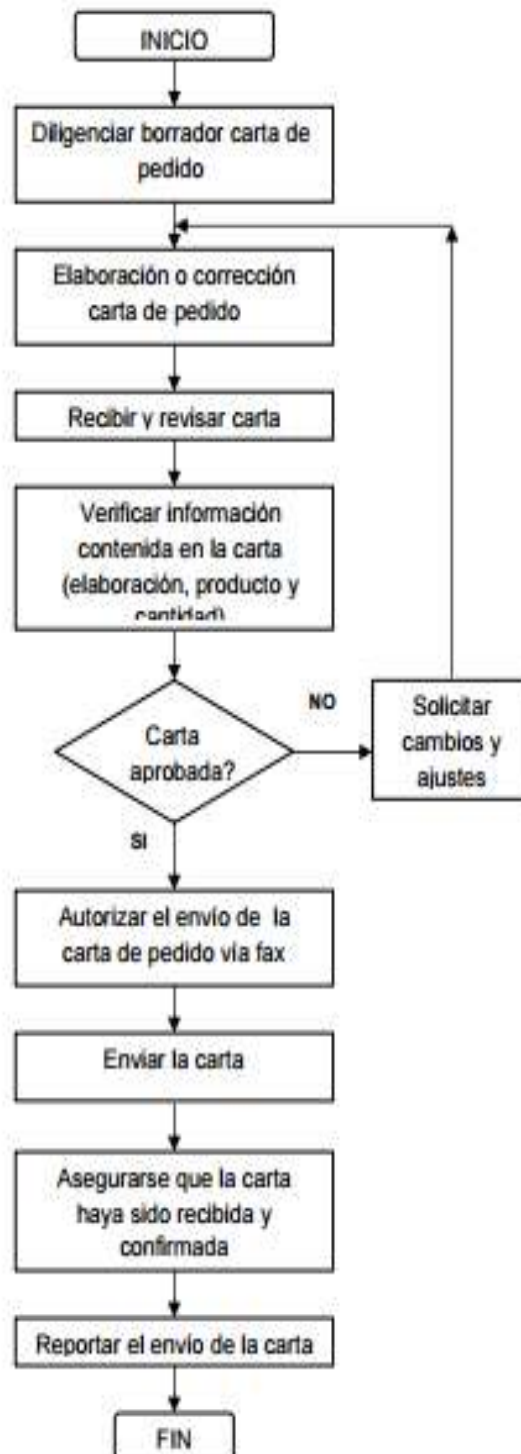 INICIO
Diligenciar borrador carta de
pedido
Elaboración o corrección
carta de pedido
Recibir y revisar carta
Verificar información
contenida en la carta
(elaboración, producto y
cantidad)
Carta
aprobada?
NO
Solicitar
cambios y
ajustes
SI
Autorizar el envío de la
carta de pedido vía fax
Enviar la carta
Asegurarse que la carta
haya sido recibida y
confirmada
Reportar el envío de la carta
FIN